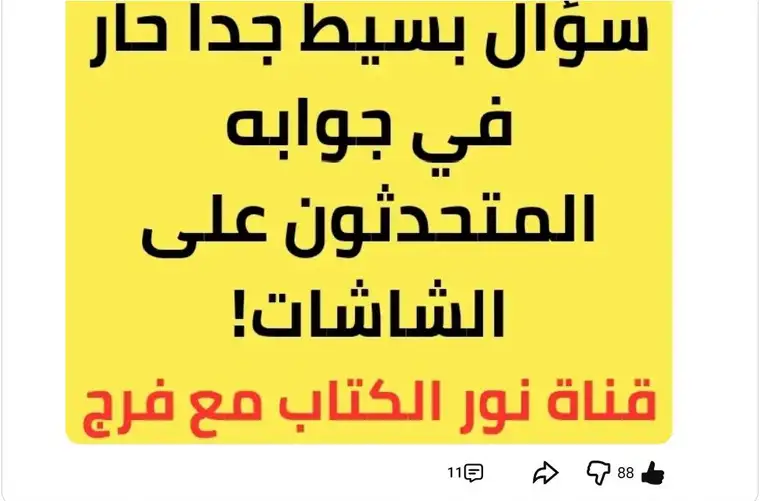 سؤال بسيط جدا حار
في جوابه
المتحدثون على
الشاشات!
قناة نور الكتاب مع فرج
88 11